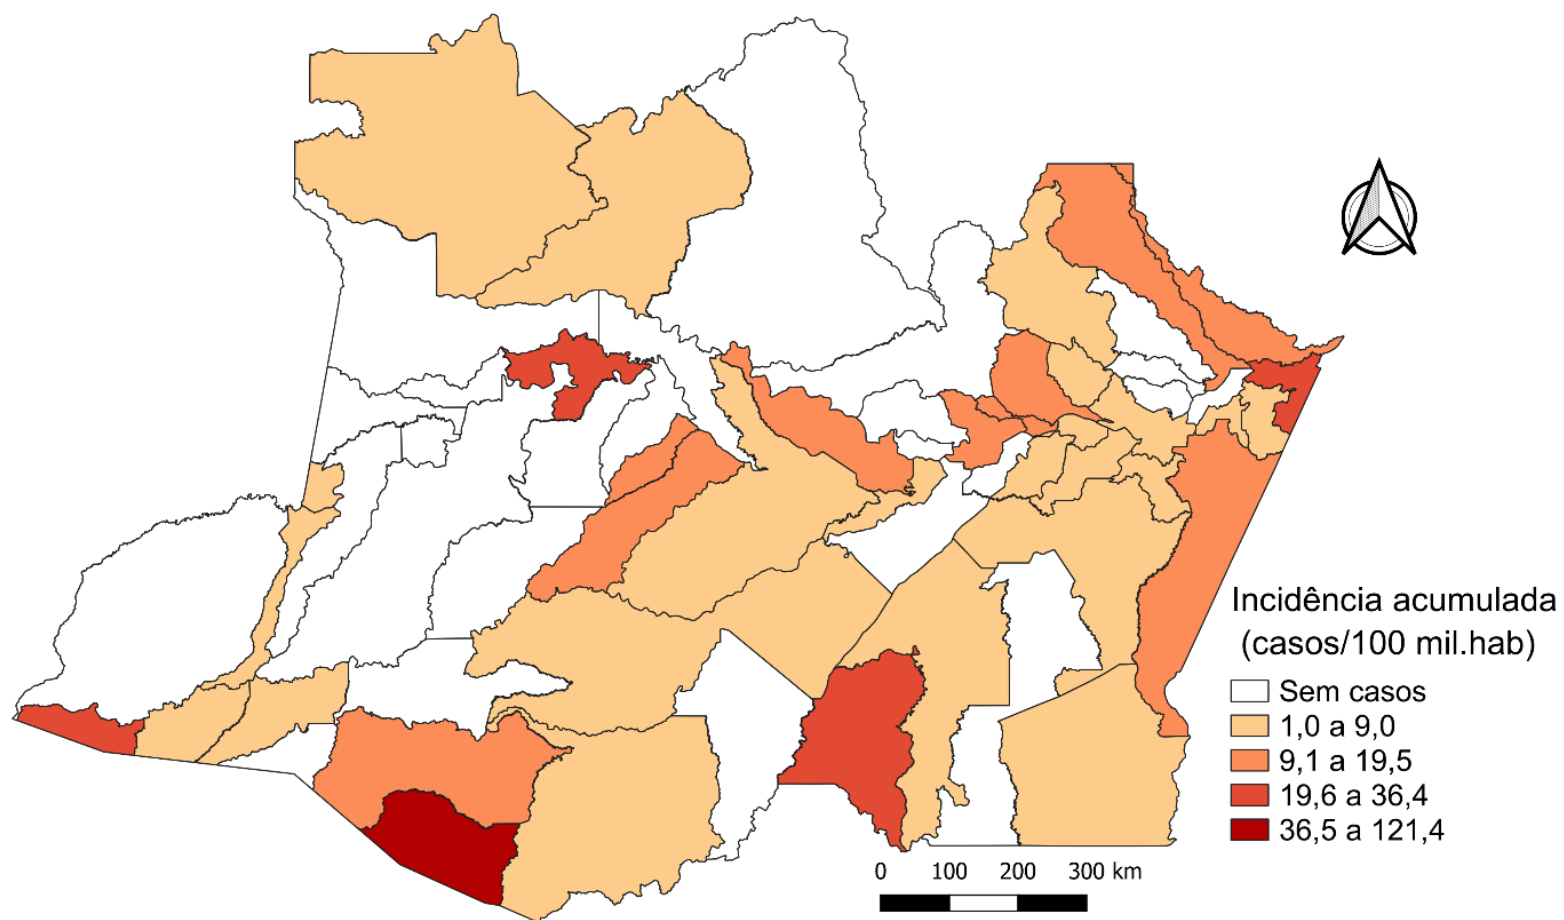 Incidência acumulada
(casos/100 mil.hab)
Sem casos
1,0 a 9,0
9,1 a 19,5
19,6 a 36,4
36,5 a 121,4
0 100 200 300 km